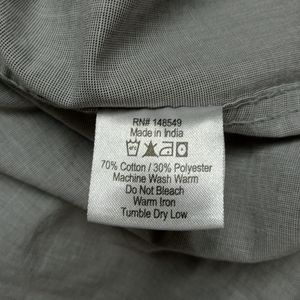 RN# 148549
Made in India
70% Cotton / 30% Polyester
Machine Wash Warm
Do Not Bleach
Warm Iron
Tumble Dry Low